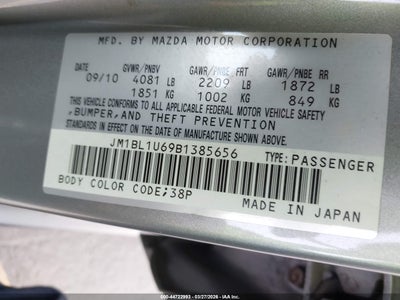 MFD. BY MAZDA MOTOR CORPORATION
DATE GVWR/PNBV GAWR/PNBE FRT GAWR/PNBE RR
09/10 4081 LB 2209 LB 1872 LB
1851 KG 1002 KG 849 KG
THIS VEHICLE CONFORMS TO ALL APPLICABLE FEDERAL MOTOR VEHICLE SAFETY
,BUMPER,AND THEFT PREVENTION
STANDARDS IN EFFECT ON THE DATE OF MANUFACTURE SHOWN ABOVE.
JM1BL1U69B1385656 TYPE:PASSENGER
BODY COLOR CODE;38P MADE IN JAPAN